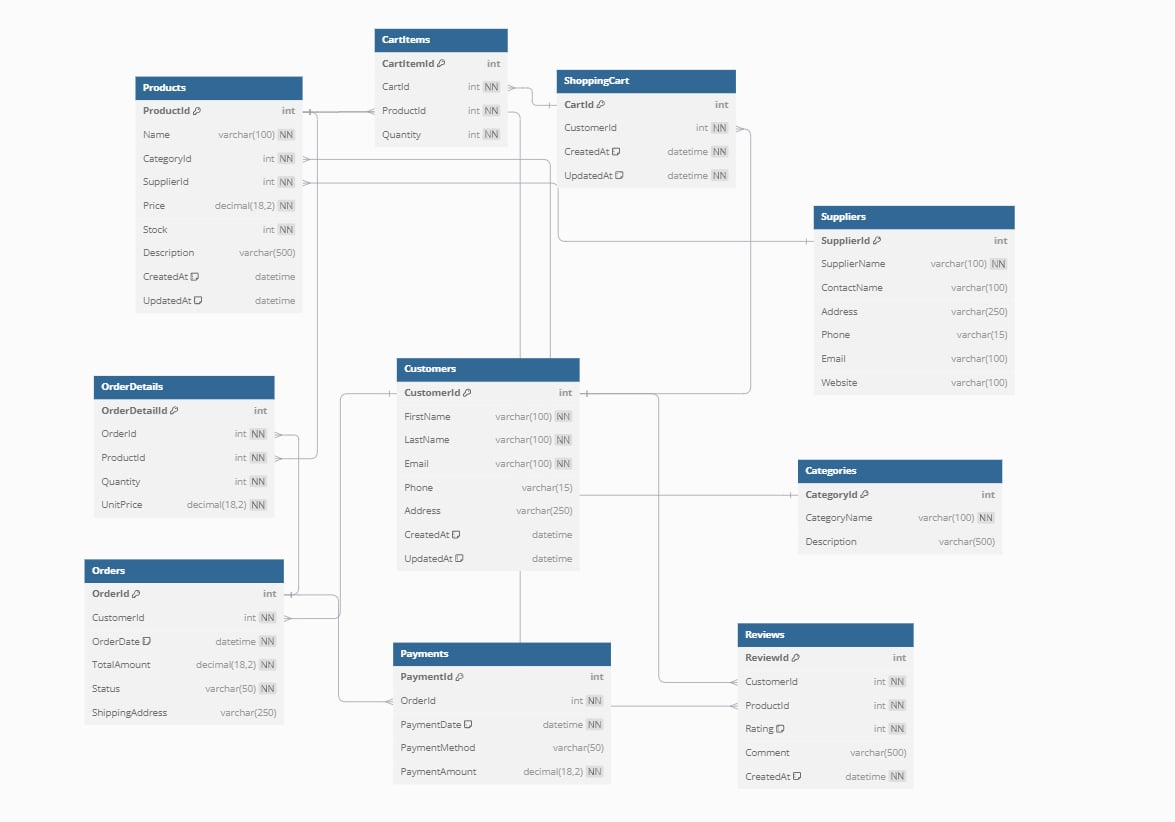 CartItems
CartItemId int
CartId int NN
ProductId int NN
Quantity int NN
ShoppingCart
CartId int
CustomerId int NN
CreatedAt datetime NN
UpdatedAt datetime NN
Products
ProductId int
Name varchar(100) NN
CategoryId int NN
SupplierId int NN
Price decimal(18,2) NN
Stock int NN
Description varchar(500)
CreatedAt datetime
UpdatedAt datetime
Suppliers
SupplierId int
SupplierName varchar(100) NN
ContactName varchar(100)
Address varchar(250)
Phone varchar(15)
Email varchar(100)
Website varchar(100)
Customers
CustomerId int
FirstName varchar(100) NN
LastName varchar(100) NN
Email varchar(100) NN
Phone varchar(15)
Address varchar(250)
CreatedAt datetime
UpdatedAt datetime
OrderDetails
OrderDetailId int
OrderId int NN
ProductId int NN
Quantity int NN
UnitPrice decimal(18,2) NN
Categories
CategoryId int
CategoryName varchar(100) NN
Description varchar(500)
Orders
OrderId int
CustomerId int NN
OrderDate datetime NN
TotalAmount decimal(18,2) NN
Status varchar(50) NN
ShippingAddress varchar(250)
Payments
PaymentId int
OrderId int NN
PaymentDate datetime NN
PaymentMethod varchar(50)
PaymentAmount decimal(18,2) NN
Reviews
ReviewId int
CustomerId int NN
ProductId int NN
Rating int NN
Comment varchar(500)
CreatedAt datetime NN